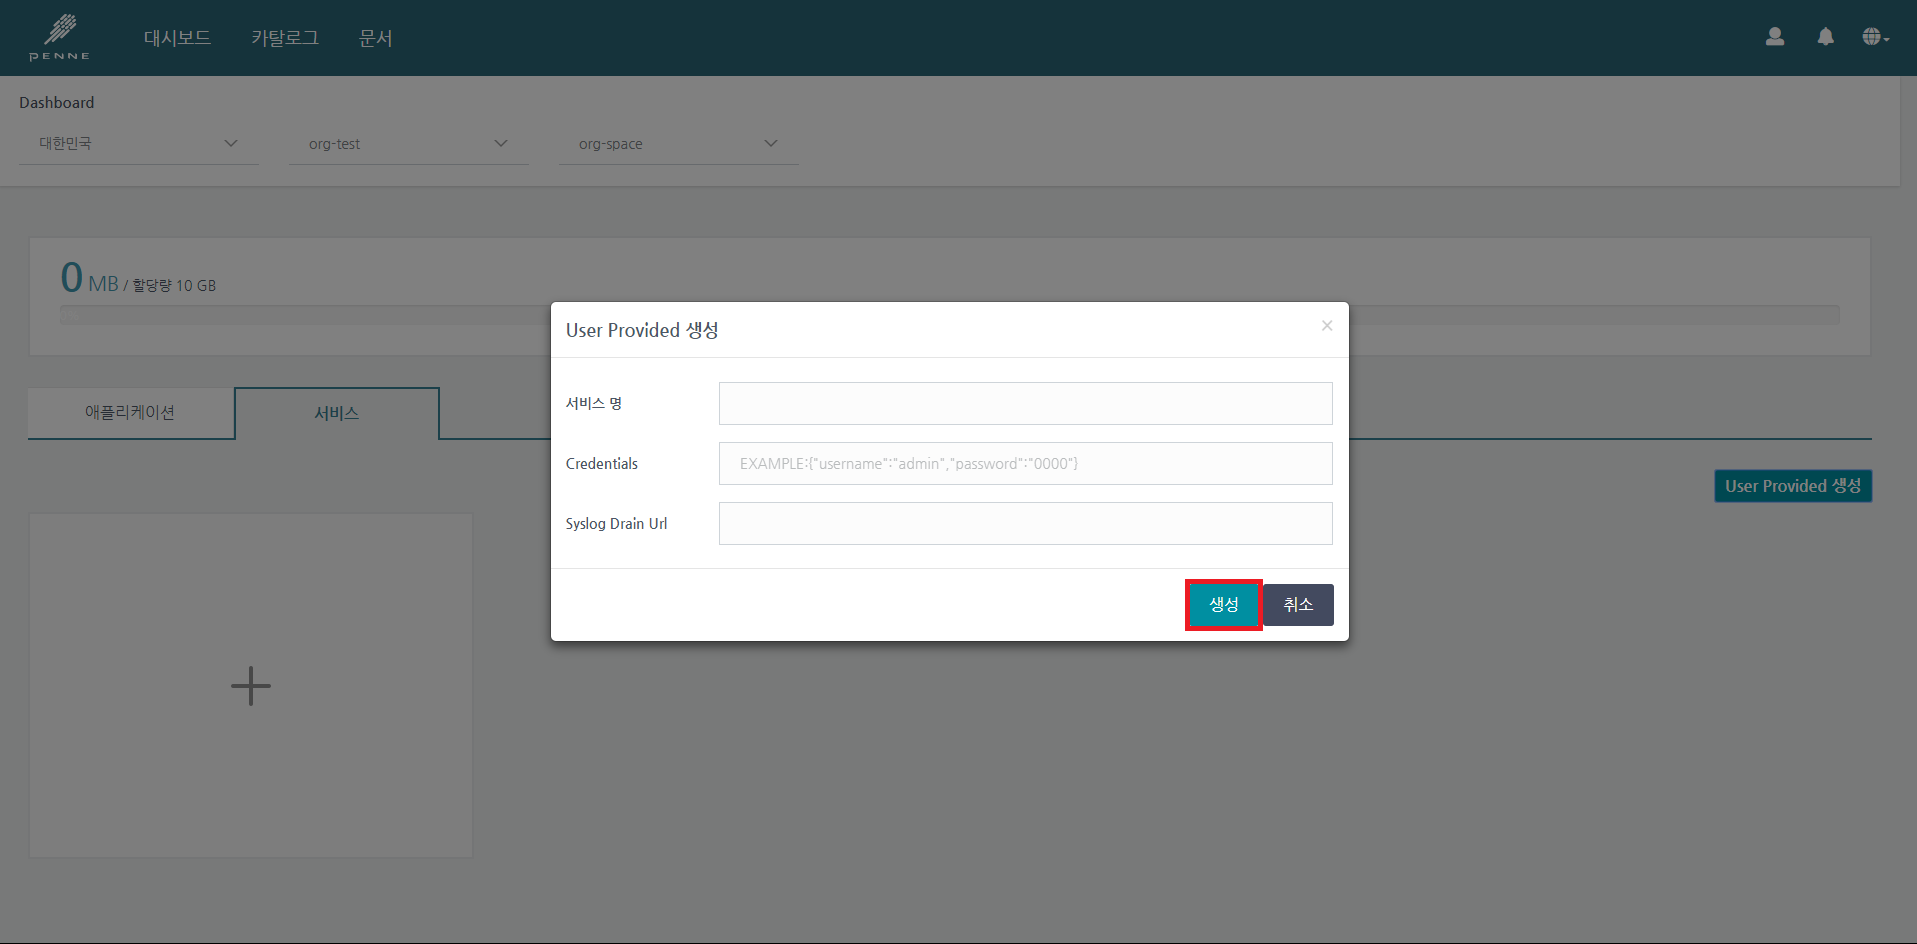 PENNE
대시보드 카탈로그 문서
Dashboard
대한민국 org-test org-space
0 MB / 할당량 10 GB
User Provided 생성 ×
서비스 명
Credentials EXAMPLE:{"username":"admin","password":"0000"}
Syslog Drain Url
생성 취소
애플리케이션 서비스
User Provided 생성